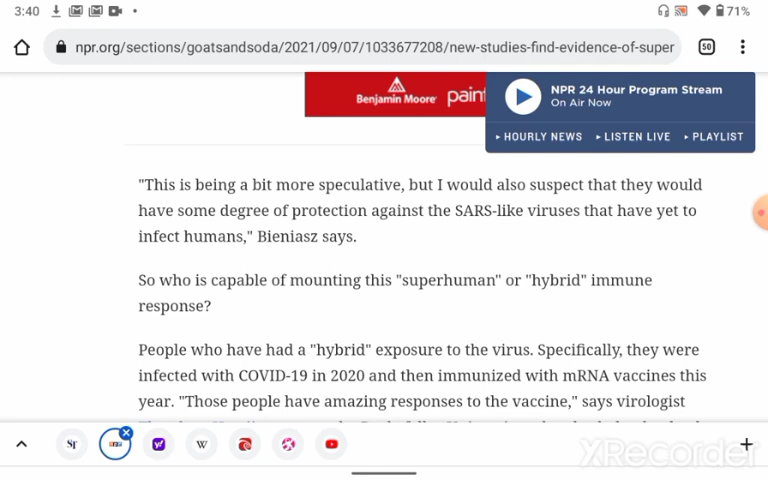 3:40
71%
npr.org/sections/goatsandsoda/2021/09/07/1033677208/new-studies-find-evidence-of-super
50
Benjamin Moore
paint
NPR 24 Hour Program Stream
On Air Now
HOURLY NEWS
LISTEN LIVE
PLAYLIST
"This is being a bit more speculative, but I would also suspect that they would
have some degree of protection against the SARS-like viruses that have yet to
infect humans," Bieniasz says.
So who is capable of mounting this "superhuman" or "hybrid" immune
response?
People who have had a "hybrid" exposure to the virus. Specifically, they were
infected with COVID-19 in 2020 and then immunized with mRNA vaccines this
year. "Those people have amazing responses to the vaccine," says virologist
Sr
W
XRecorder